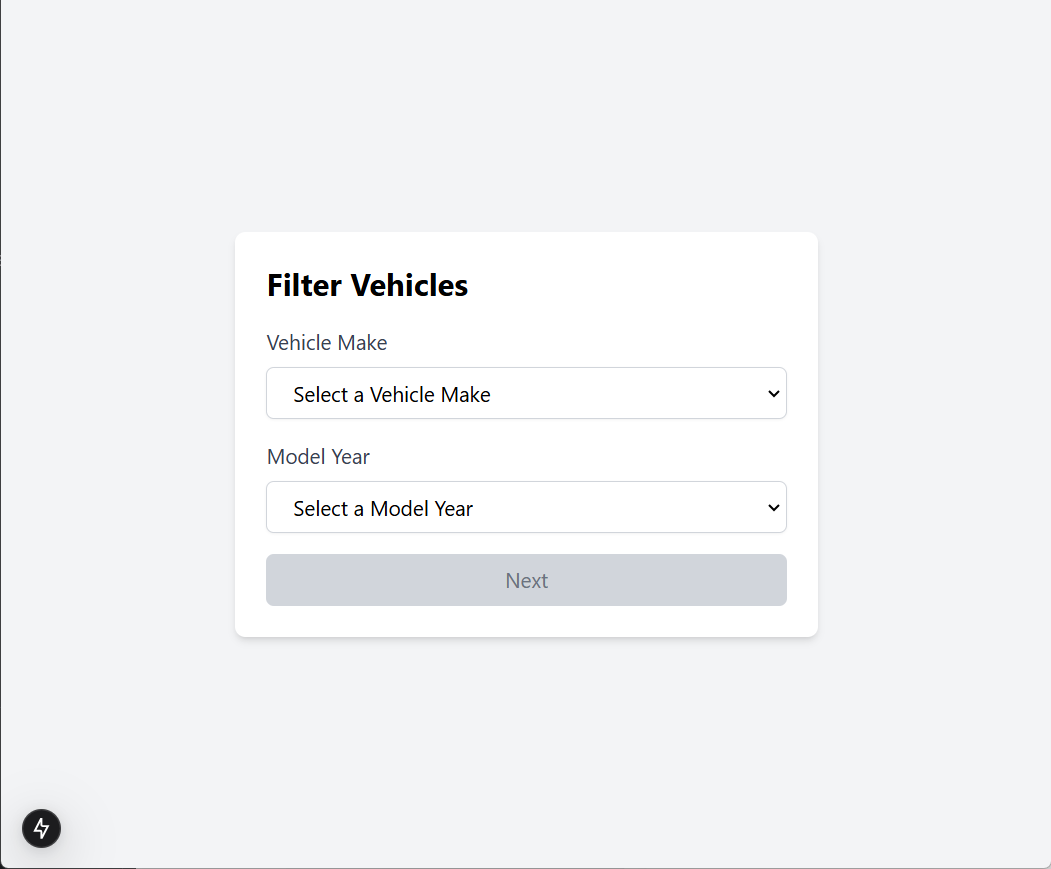 Filter Vehicles
Vehicle Make
Select a Vehicle Make
Model Year
Select a Model Year
Next